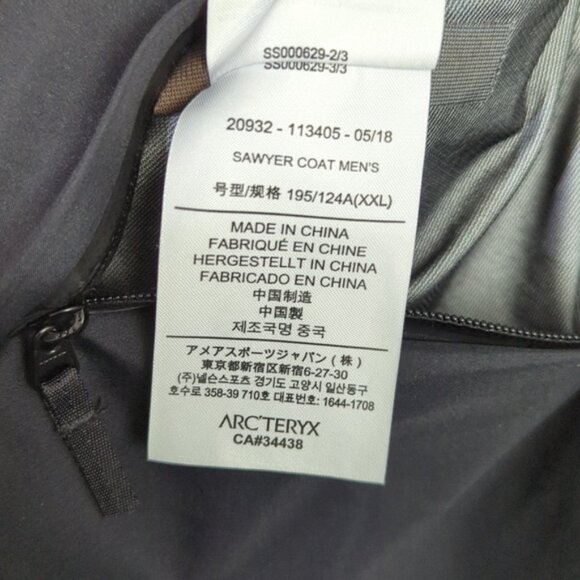 SS000629-2/3
SS000629-3/3
20932 - 113405 - 05/18
SAWYER COAT MEN'S
号型/规格 195/124A(XXL)
MADE IN CHINA
FABRIQUÉ EN CHINE
HERGESTELLT IN CHINA
FABRICADO EN CHINA
中国制造
中国製
제조국명 중국
アメアスポーツジャパン (株)
東京都新宿区新宿6-27-30
(주)넬슨스포츠 경기도 고양시 일산동구
호수로 358-39 710호 대표번호: 1644-1708
ARC'TERYX
CA#34438